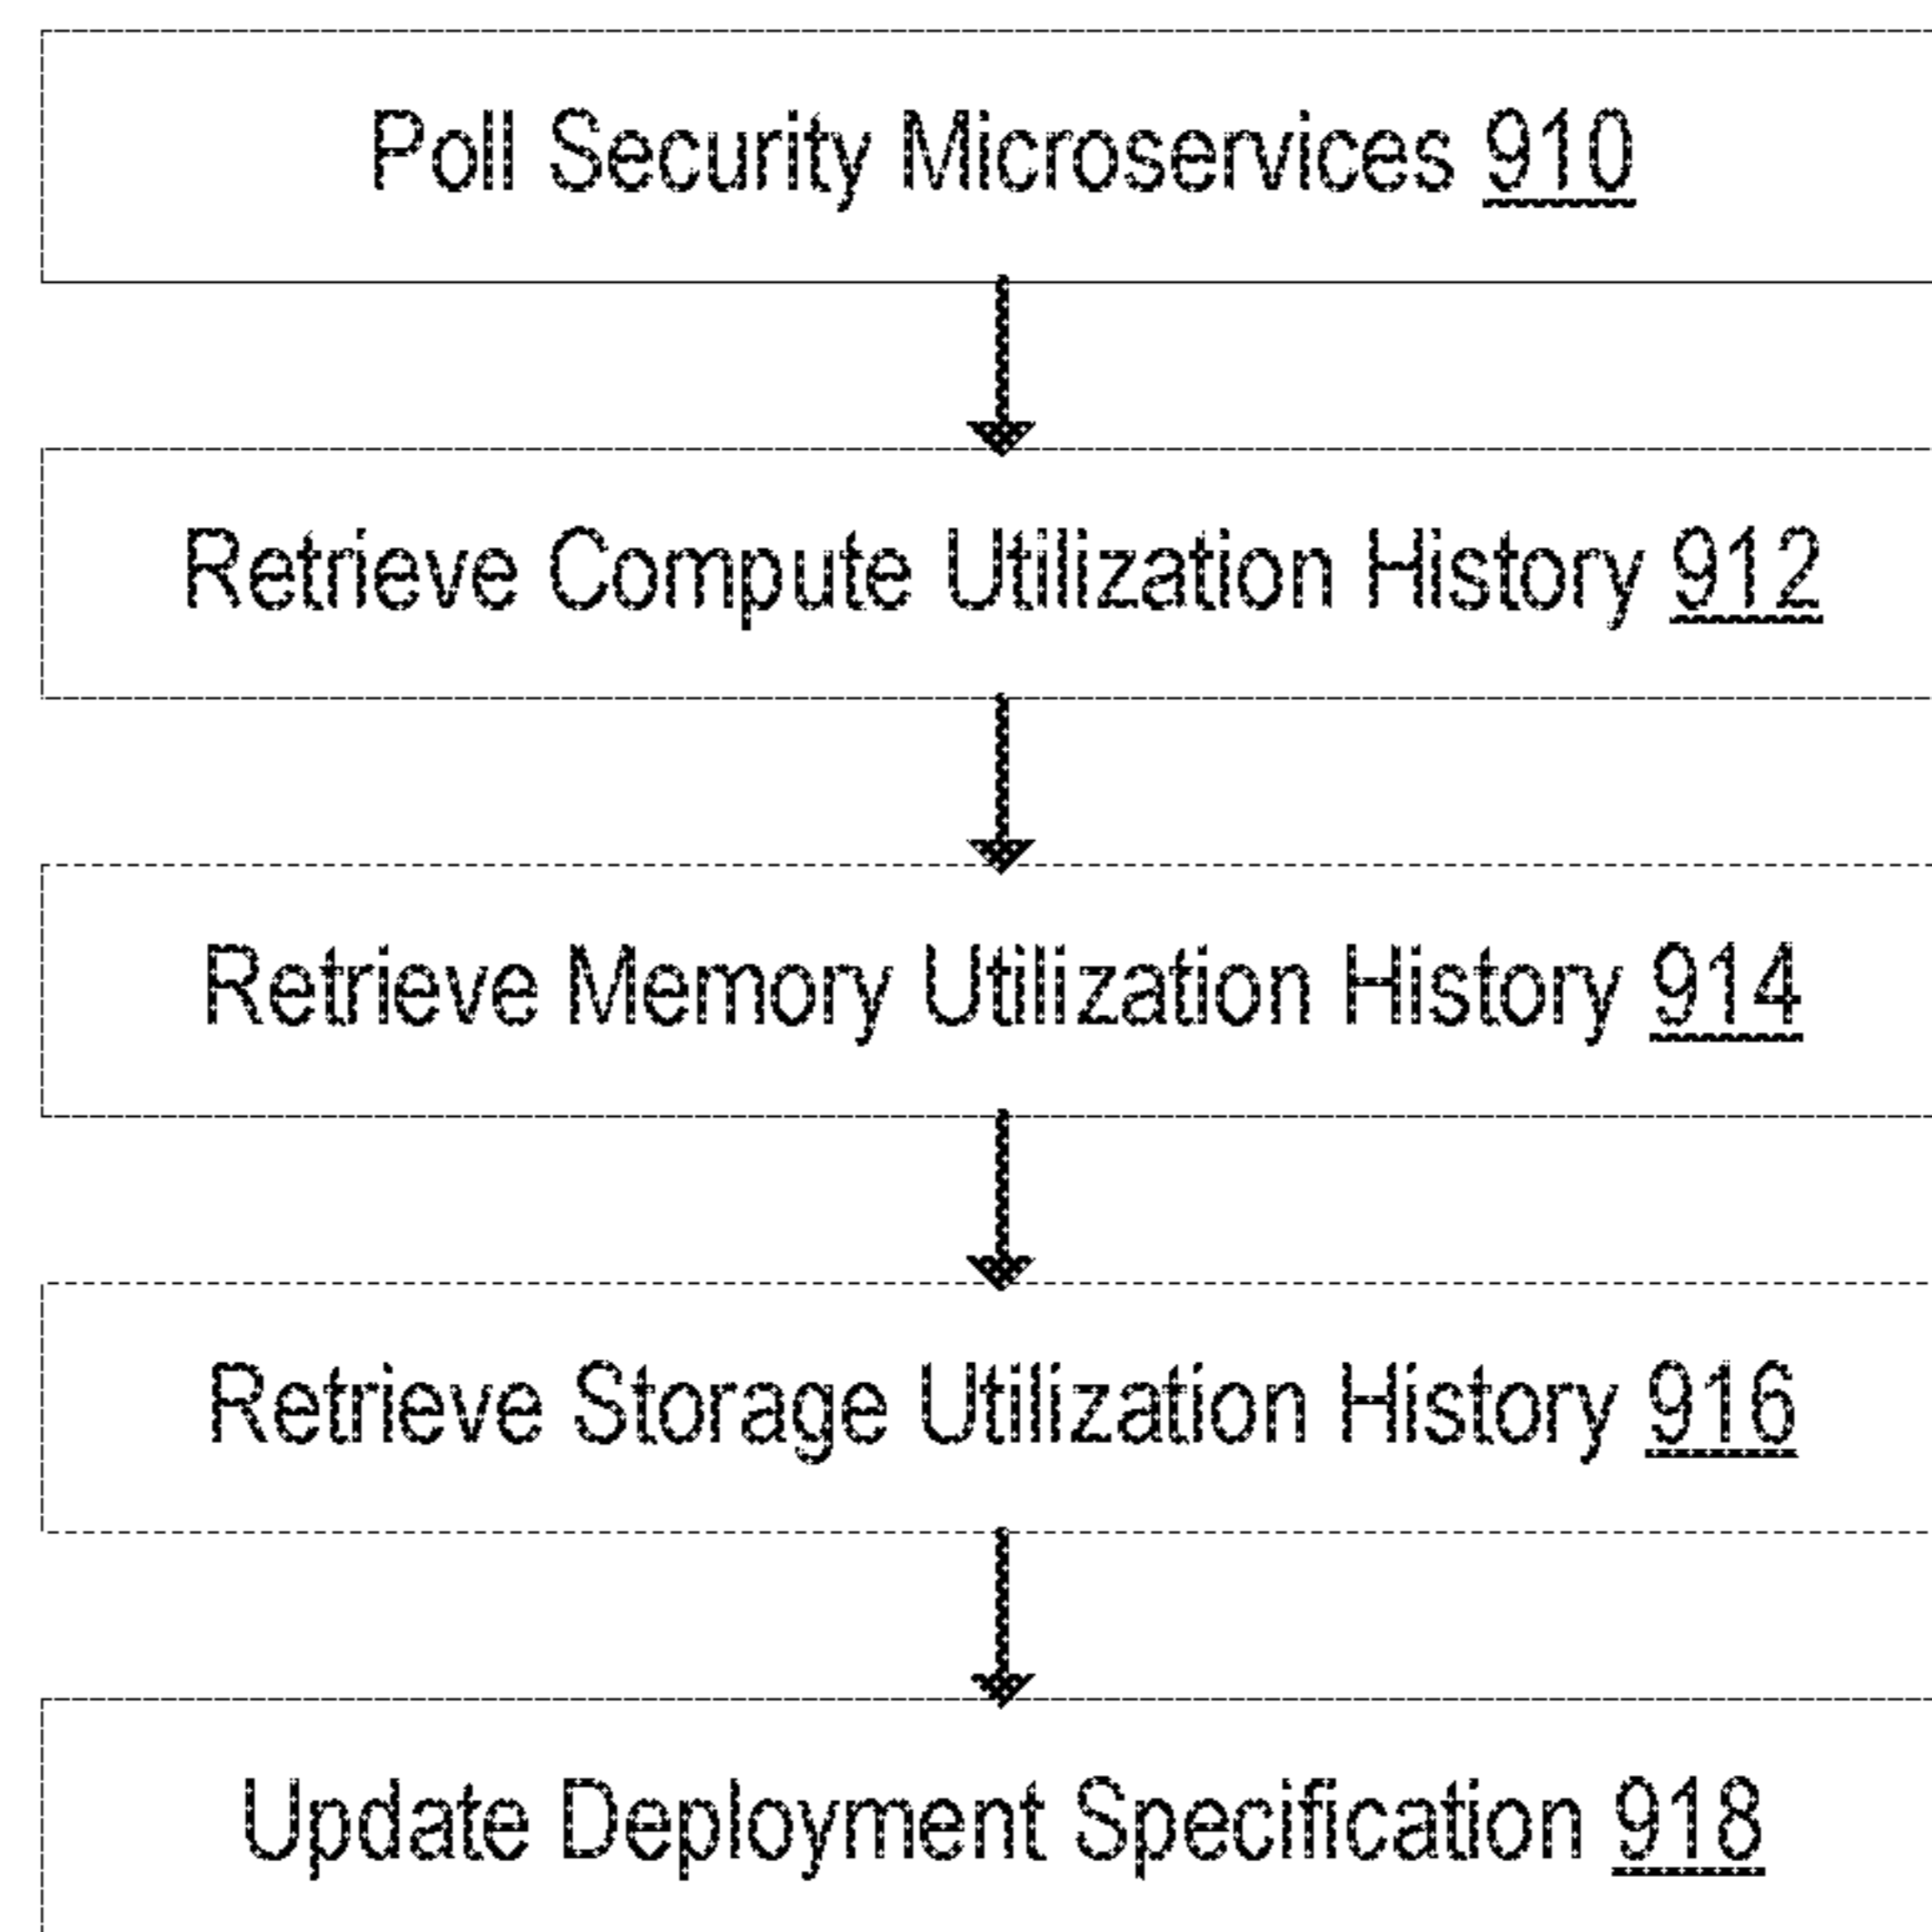 Poll Security Microservices 910
Retrieve Compute Utilization History 912
Retrieve Memory Utilization History 914
Retrieve Storage Utilization History 916
Update Deployment Specification 918